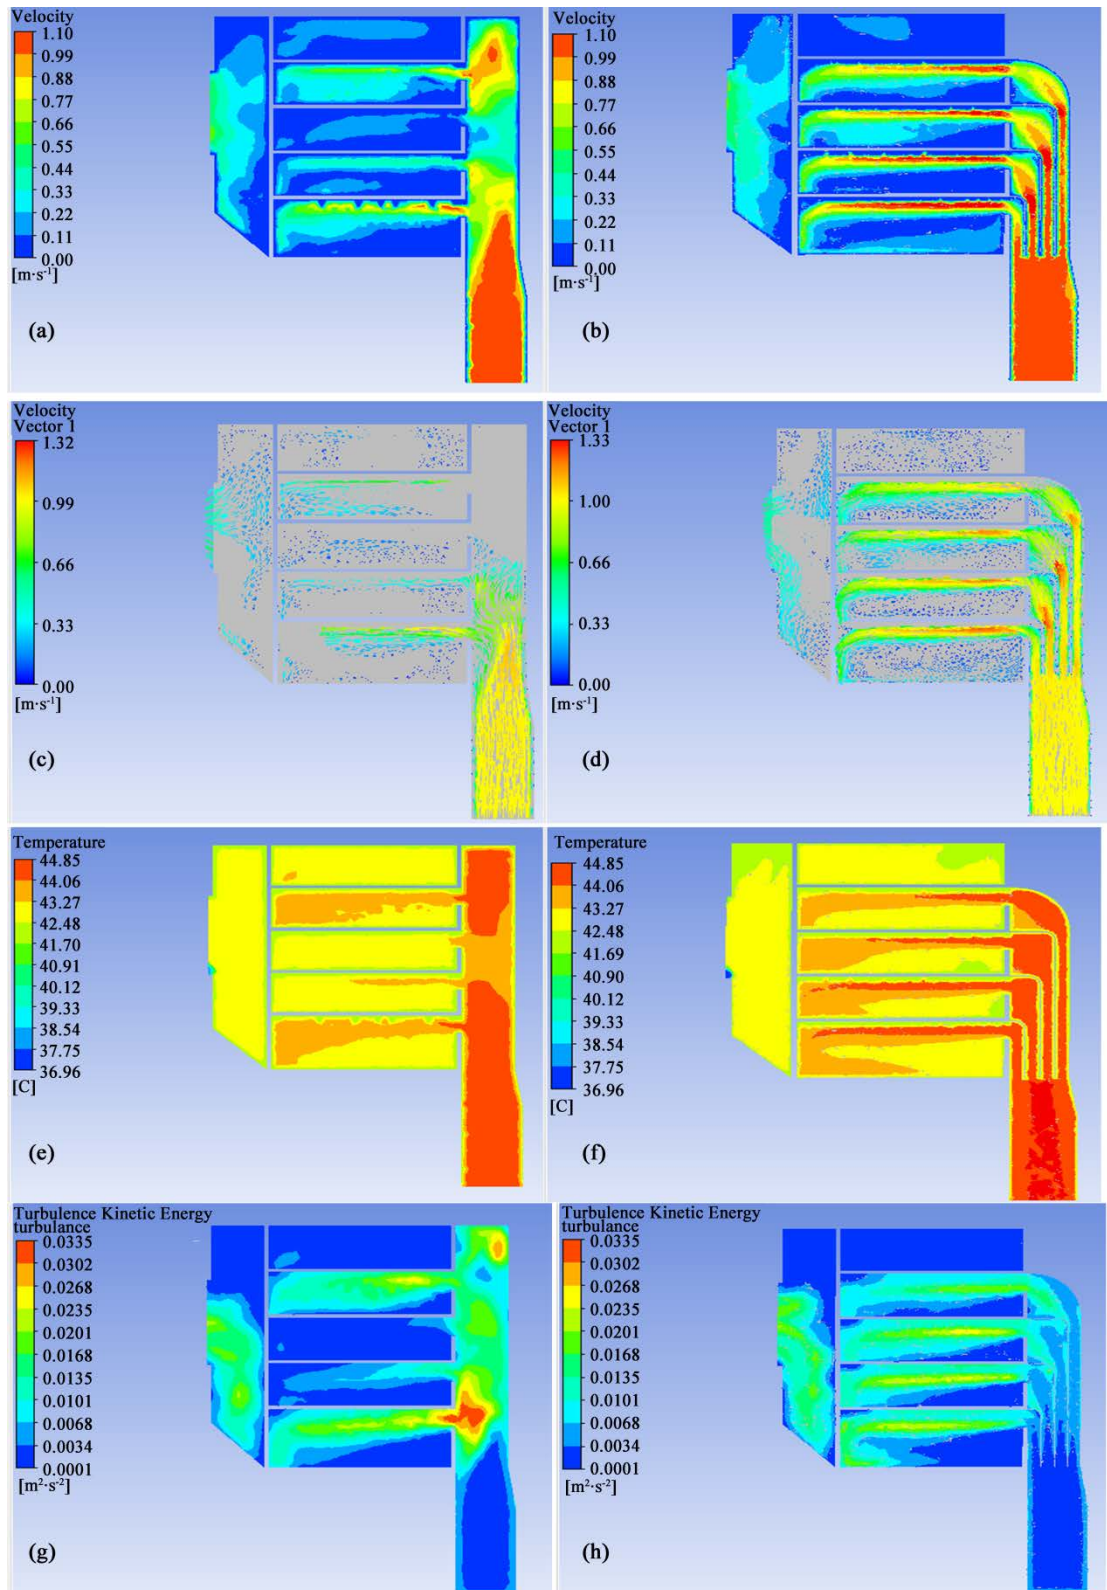 Velocity
1.10
0.99
0.88
0.77
0.66
0.55
0.44
0.33
0.22
0.11
0.00
[m·s⁻¹]
(a)
Velocity
1.10
0.99
0.88
0.77
0.66
0.55
0.44
0.33
0.22
0.11
0.00
[m·s⁻¹]
(b)
Velocity
Vector 1
1.32
0.99
0.66
0.33
0.00
[m·s⁻¹]
(c)
Velocity
Vector 1
1.33
1.00
0.66
0.33
0.00
[m·s⁻¹]
(d)
Temperature
44.85
44.06
43.27
42.48
41.70
40.91
40.12
39.33
38.54
37.75
36.96
[C]
(e)
Temperature
44.85
44.06
43.27
42.48
41.69
40.90
40.12
39.33
38.54
37.75
36.96
[C]
(f)
Turbulence Kinetic Energy
turbulance
0.0335
0.0302
0.0268
0.0235
0.0201
0.0168
0.0135
0.0101
0.0068
0.0034
0.0001
[m²·s⁻²]
(g)
Turbulence Kinetic Energy
turbulance
0.0335
0.0302
0.0268
0.0235
0.0201
0.0168
0.0135
0.0101
0.0068
0.0034
0.0001
[m²·s⁻²]
(h)